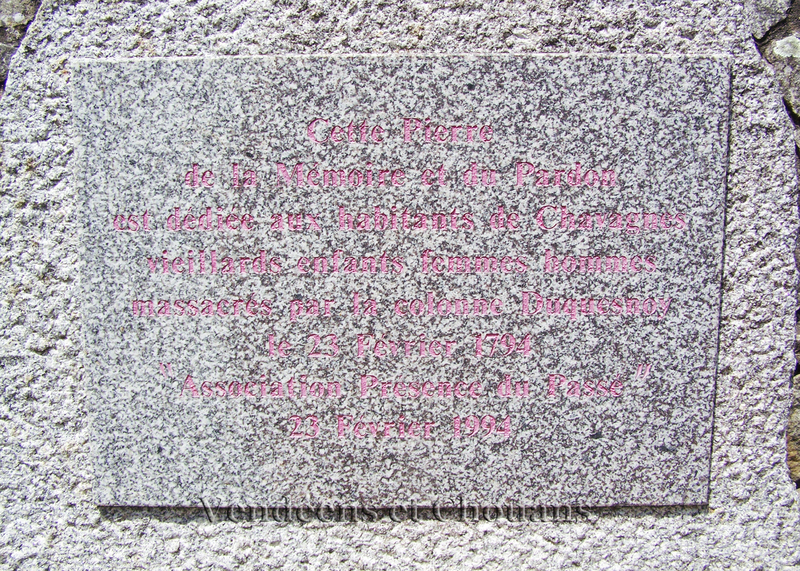 Cette Pierre
de la Mémoire et du Pardon
est dédiée aux habitants de Chavagnes
vieillards enfants femmes hommes
massacrés par la colonne Duquesnoy
le 23 Février 1794
"Association Présence du Passé"
23 Février 1994
Vendéens et Chouans